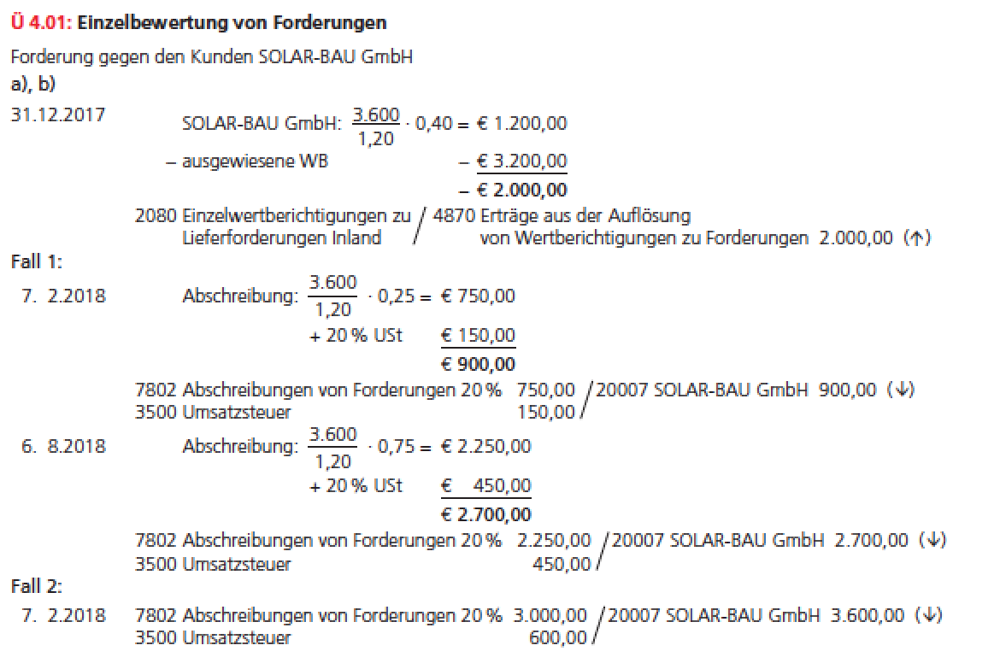 Ü 4.01: Einzelbewertung von Forderungen
Forderung gegen den Kunden SOLAR-BAU GmbH
a), b)
31.12.2017 SOLAR-BAU GmbH: 3.600/1,20 · 0,40 = € 1.200,00
– ausgewiesene WB – € 3.200,00
– € 2.000,00
2080 Einzelwertberichtigungen zu / 4870 Erträge aus der Auflösung
Lieferforderungen Inland von Wertberichtigungen zu Forderungen 2.000,00 (↑)
Fall 1:
7. 2.2018 Abschreibung: 3.600/1,20 · 0,25 = € 750,00
+ 20 % USt € 150,00
€ 900,00
7802 Abschreibungen von Forderungen 20 % 750,00 / 20007 SOLAR-BAU GmbH 900,00 (↓)
3500 Umsatzsteuer 150,00 /
6. 8.2018 Abschreibung: 3.600/1,20 · 0,75 = € 2.250,00
+ 20 % USt € 450,00
€ 2.700,00
7802 Abschreibungen von Forderungen 20 % 2.250,00 / 20007 SOLAR-BAU GmbH 2.700,00 (↓)
3500 Umsatzsteuer 450,00 /
Fall 2:
7. 2.2018 7802 Abschreibungen von Forderungen 20 % 3.000,00 / 20007 SOLAR-BAU GmbH 3.600,00 (↓)
3500 Umsatzsteuer 600,00 /